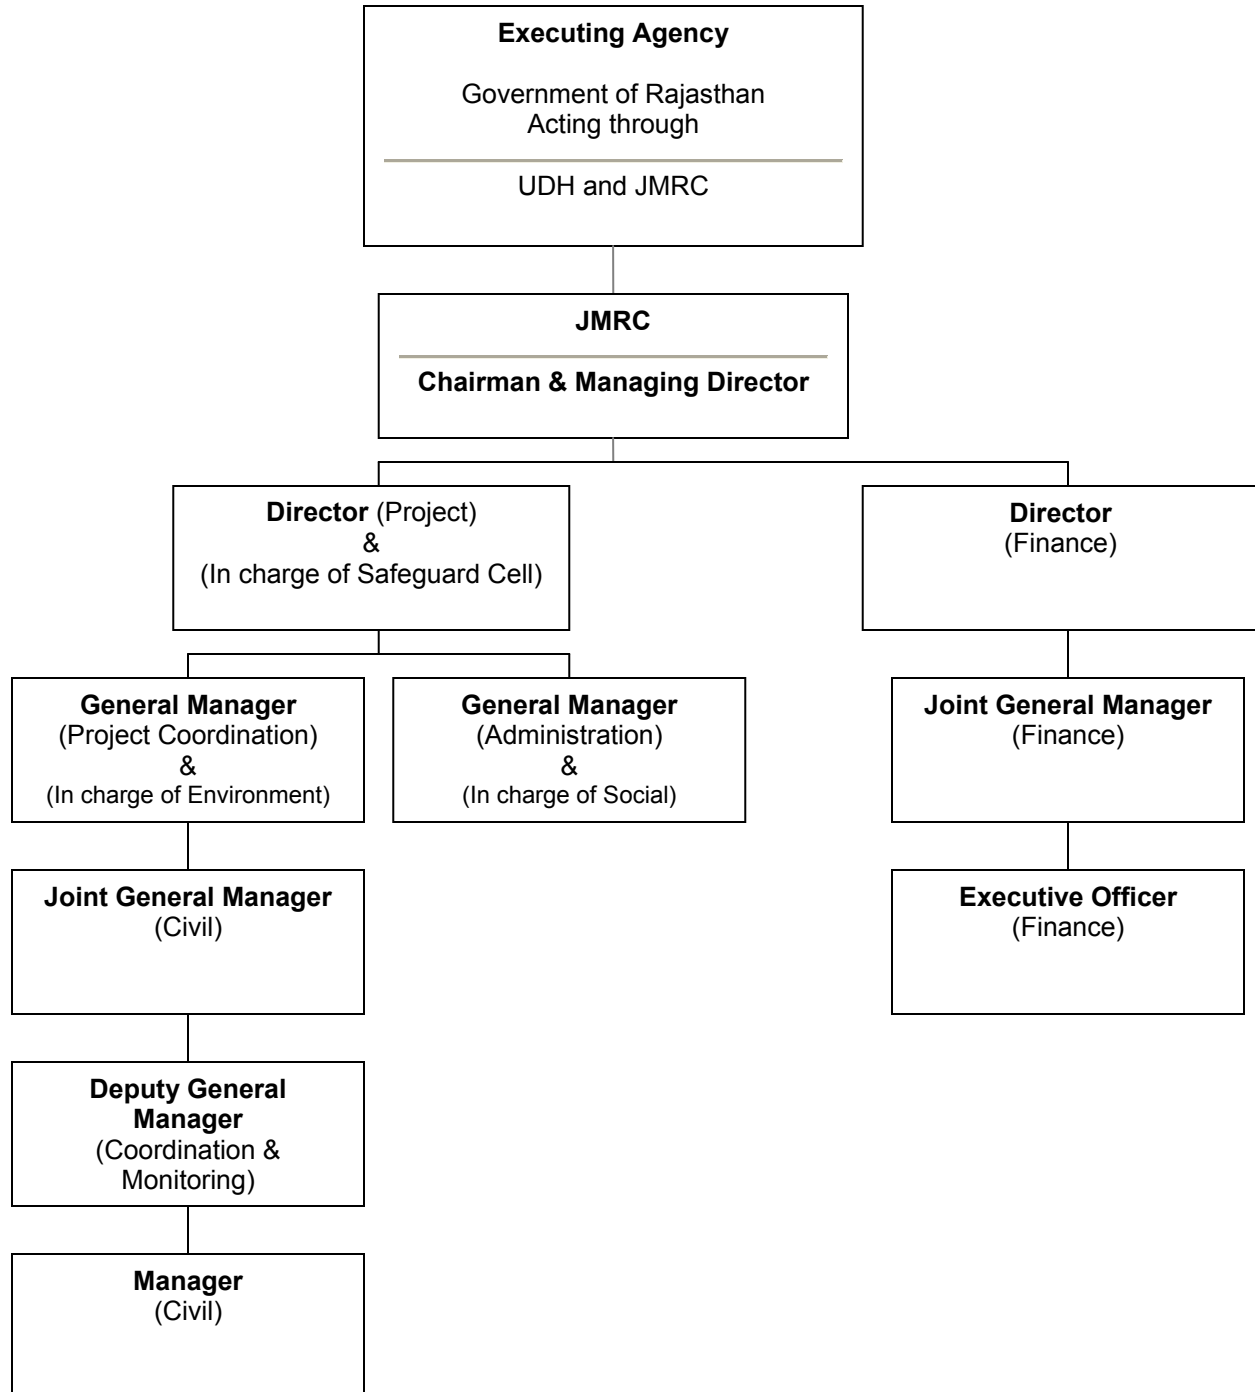 Executing Agency
Government of Rajasthan
Acting through
UDH and JMRC
JMRC
Chairman & Managing Director
Director (Project)
&
(In charge of Safeguard Cell)
Director
(Finance)
General Manager
(Project Coordination)
&
(In charge of Environment)
General Manager
(Administration)
&
(In charge of Social)
Joint General Manager
(Finance)
Joint General Manager
(Civil)
Executive Officer
(Finance)
Deputy General
Manager
(Coordination &
Monitoring)
Manager
(Civil)